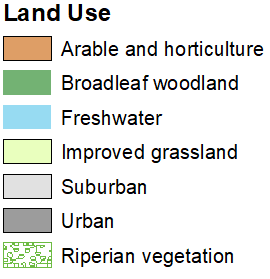 Land Use
Arable and horticulture
Broadleaf woodland
Freshwater
Improved grassland
Suburban
Urban
Riperian vegetation